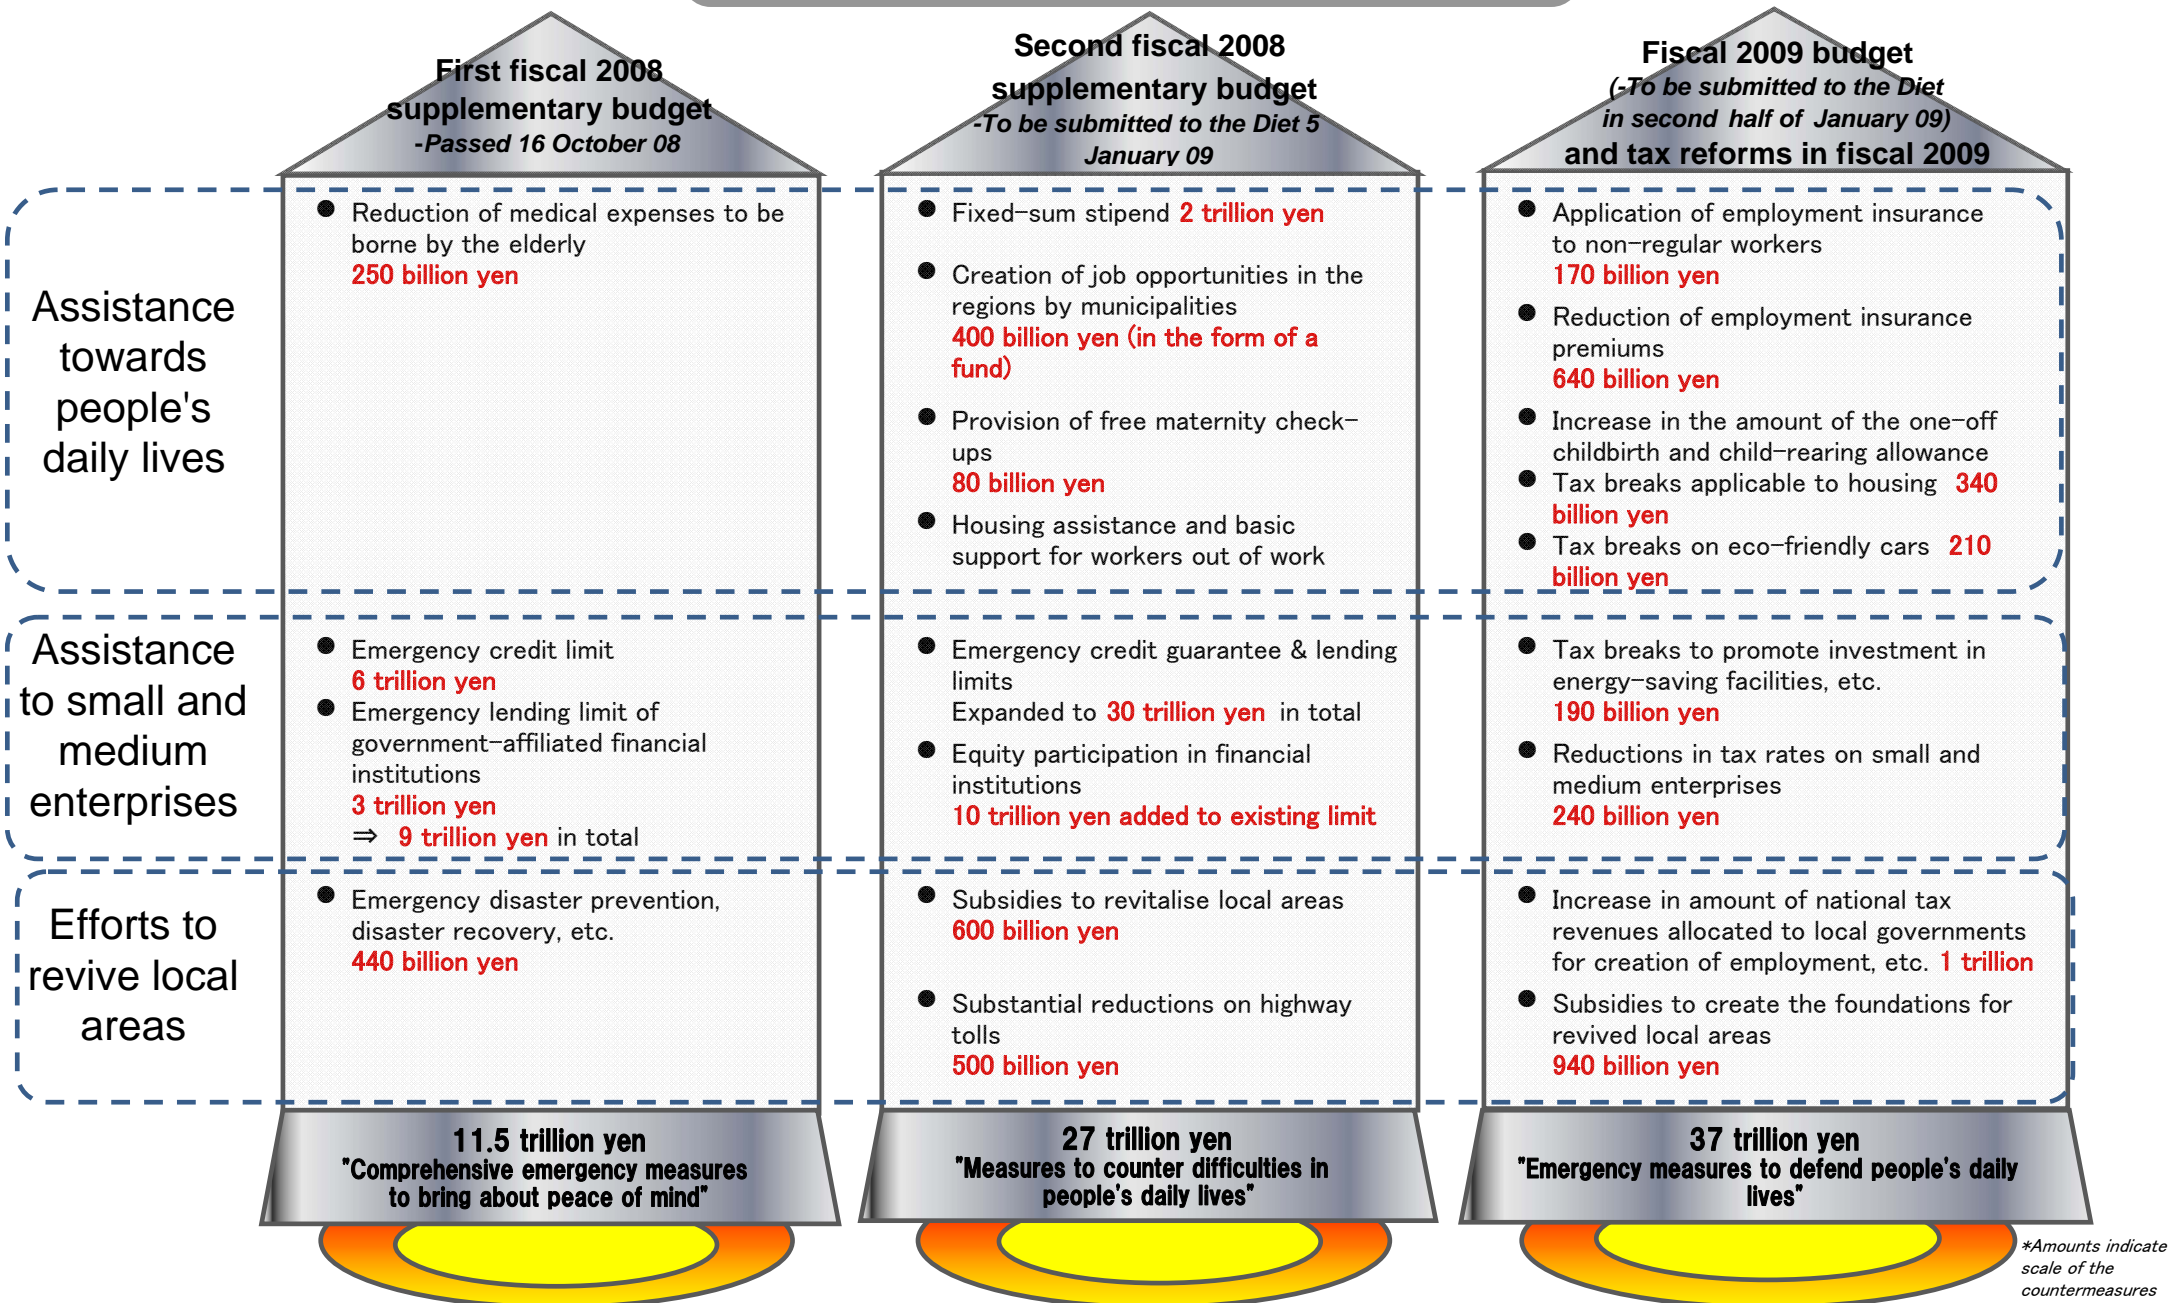 First fiscal 2008
supplementary budget
-Passed 16 October 08
Second fiscal 2008
supplementary budget
-To be submitted to the Diet 5
January 09
Fiscal 2009 budget
(-To be submitted to the Diet
in second half of January 09)
and tax reforms in fiscal 2009
Assistance
towards
people's
daily lives
● Reduction of medical expenses to be
borne by the elderly
250 billion yen
● Fixed-sum stipend 2 trillion yen
● Creation of job opportunities in the
regions by municipalities
400 billion yen (in the form of a
fund)
● Provision of free maternity check-
ups
80 billion yen
● Housing assistance and basic
support for workers out of work
● Application of employment insurance
to non-regular workers
170 billion yen
● Reduction of employment insurance
premiums
640 billion yen
● Increase in the amount of the one-off
childbirth and child-rearing allowance
● Tax breaks applicable to housing 340
billion yen
● Tax breaks on eco-friendly cars 210
billion yen
Assistance
to small and
medium
enterprises
● Emergency credit limit
6 trillion yen
● Emergency lending limit of
government-affiliated financial
institutions
3 trillion yen
⇒ 9 trillion yen in total
● Emergency credit guarantee & lending
limits
Expanded to 30 trillion yen in total
● Equity participation in financial
institutions
10 trillion yen added to existing limit
● Tax breaks to promote investment in
energy-saving facilities, etc.
190 billion yen
● Reductions in tax rates on small and
medium enterprises
240 billion yen
Efforts to
revive local
areas
● Emergency disaster prevention,
disaster recovery, etc.
440 billion yen
● Subsidies to revitalise local areas
600 billion yen
● Substantial reductions on highway
tolls
500 billion yen
● Increase in amount of national tax
revenues allocated to local governments
for creation of employment, etc. 1 trillion
● Subsidies to create the foundations for
revived local areas
940 billion yen
11.5 trillion yen
"Comprehensive emergency measures
to bring about peace of mind"
27 trillion yen
"Measures to counter difficulties in
people's daily lives"
37 trillion yen
"Emergency measures to defend people's daily
lives"
*Amounts indicate
scale of the
countermeasures